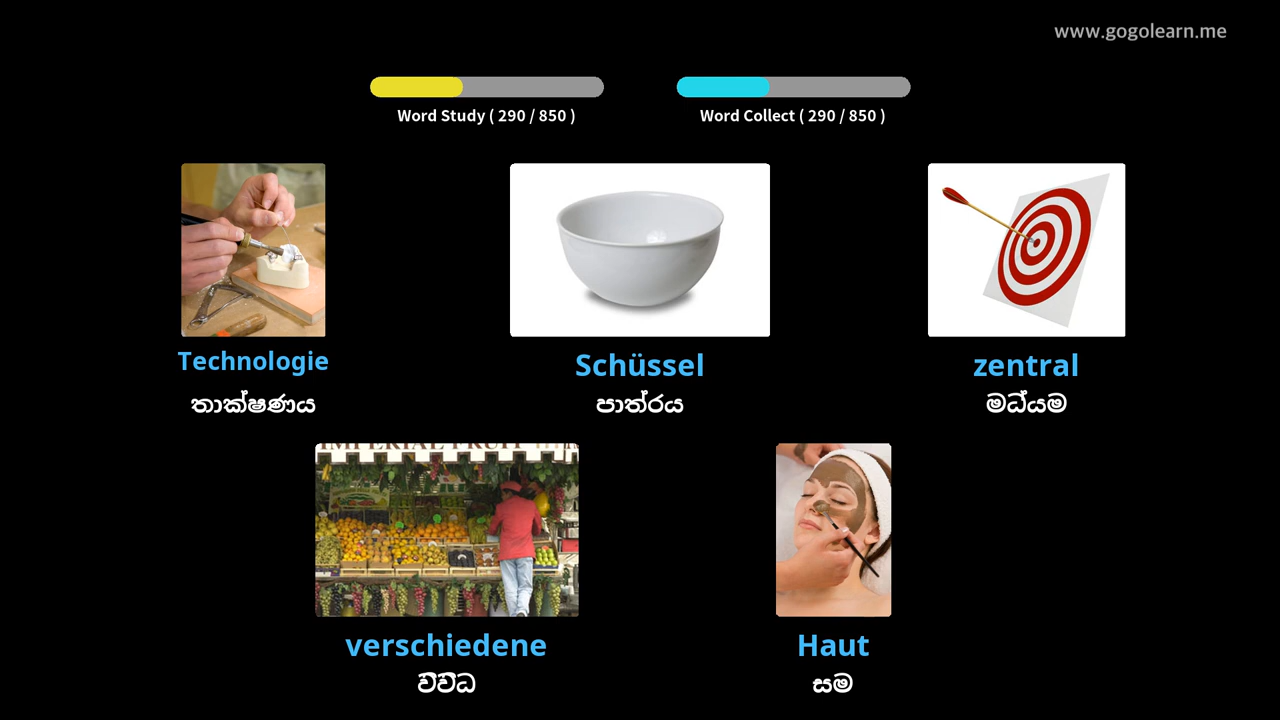 www.gogolearn.me
Word Study ( 290 / 850 )
Word Collect ( 290 / 850 )
Technologie
තාක්ෂණය
Schüssel
පාත්රය
zentral
මධ්යම
verschiedene
විවිධ
Haut
සම